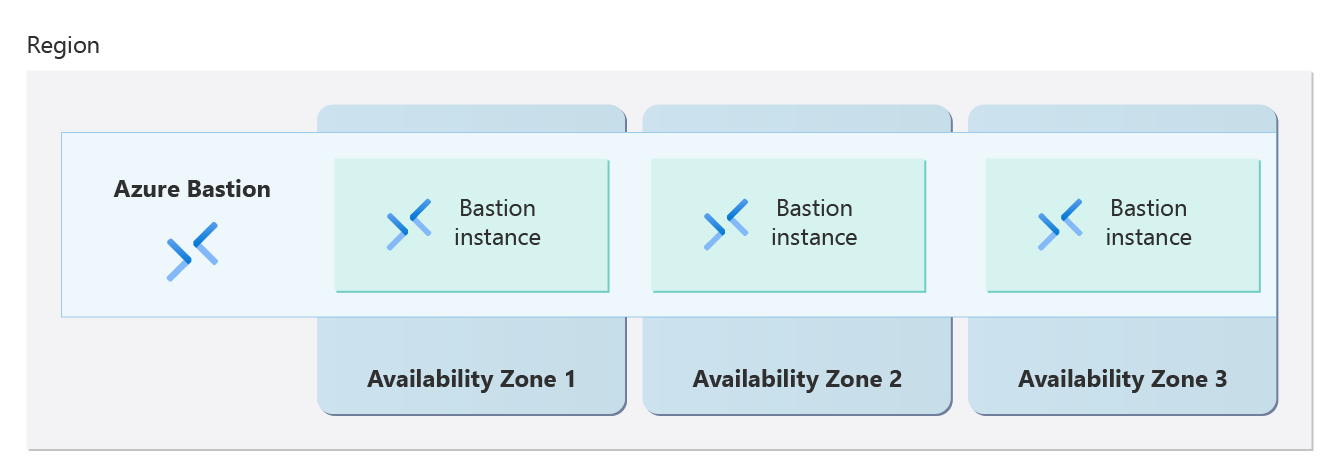 Region
Azure Bastion
Bastion
instance
Bastion
instance
Bastion
instance
Availability Zone 1
Availability Zone 2
Availability Zone 3